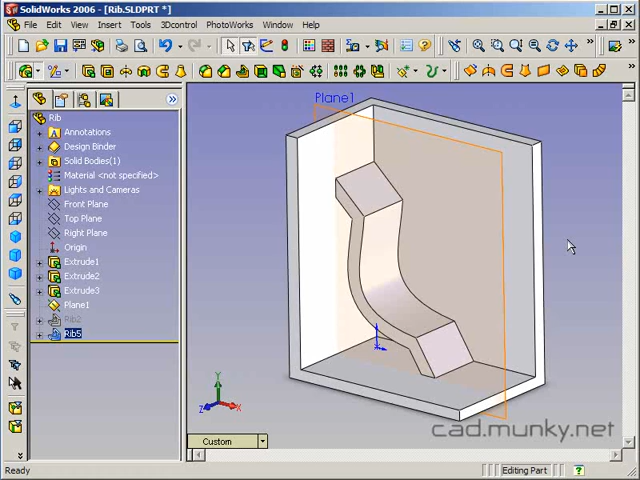 SolidWorks 2006 - [Rib.SLDPRT *]
File Edit View Insert Tools 3Dcontrol PhotoWorks Window Help
Rib
Annotations
Design Binder
Solid Bodies(1)
Material <not specified>
Lights and Cameras
Front Plane
Top Plane
Right Plane
Origin
Extrude1
Extrude2
Extrude3
Plane1
Rib2
Rib5
Plane1
Y
X
Z
cad.munky.net
Custom
Ready
Editing Part